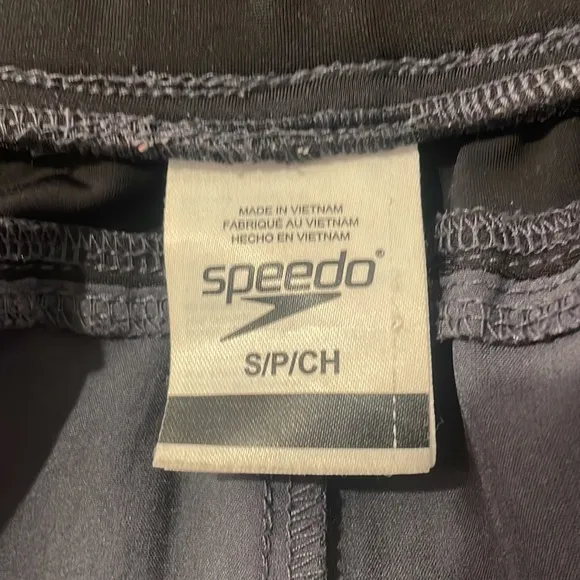 MADE IN VIETNAM
FABRIQUÉ AU VIETNAM
HECHO EN VIETNAM
speedo®
S/P/CH